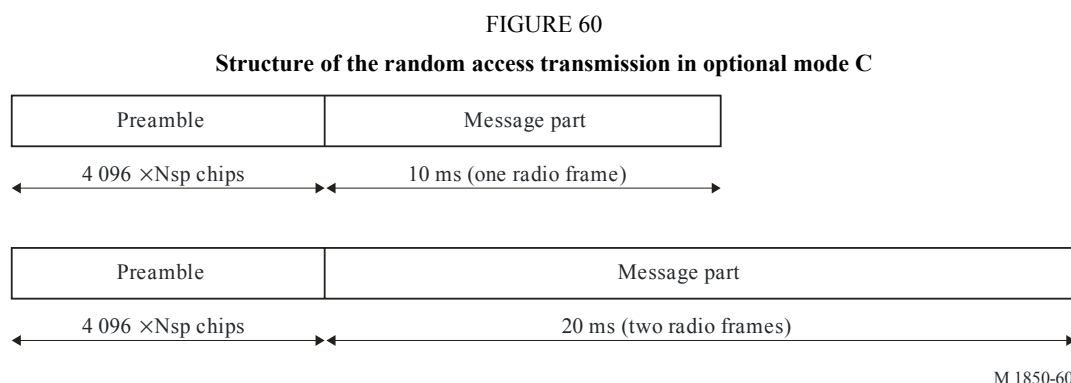 FIGURE 60
Structure of the random access transmission in optional mode C
Preamble Message part
4 096 ×Nsp chips 10 ms (one radio frame)
Preamble Message part
4 096 ×Nsp chips 20 ms (two radio frames)
M 1850-60